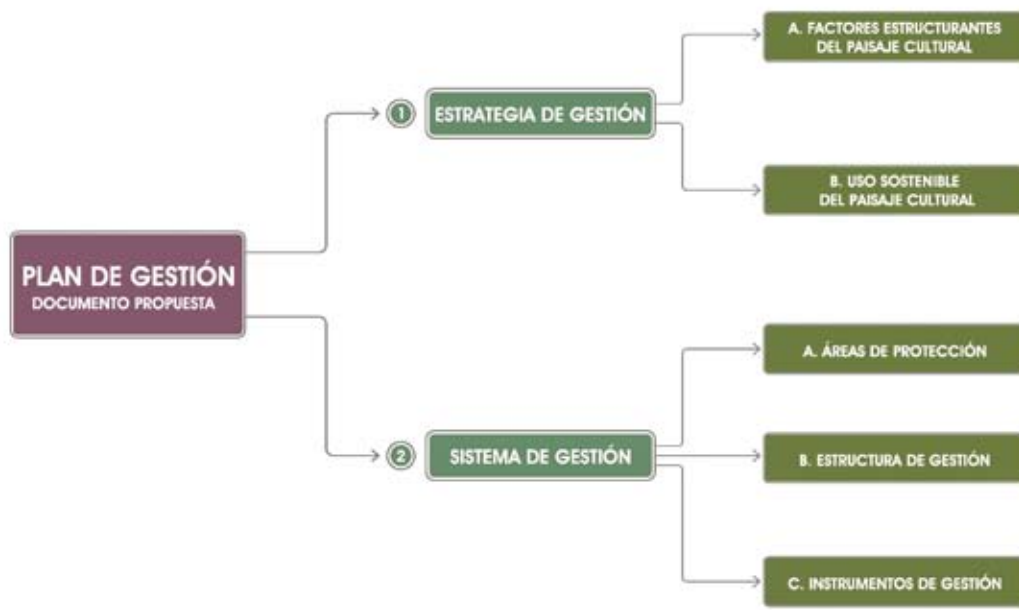 PLAN DE GESTIÓN
DOCUMENTO PROPUESTA
1
ESTRATEGIA DE GESTIÓN
A. FACTORES ESTRUCTURANTES
DEL PAISAJE CULTURAL
B. USO SOSTENIBLE
DEL PAISAJE CULTURAL
2
SISTEMA DE GESTIÓN
A. ÁREAS DE PROTECCIÓN
B. ESTRUCTURA DE GESTIÓN
C. INSTRUMENTOS DE GESTIÓN